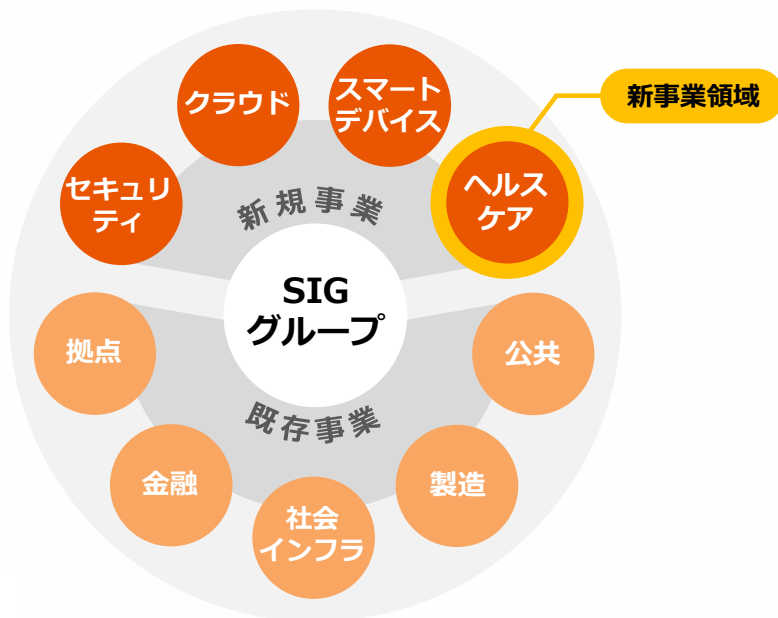 クラウド
スマート
デバイス
新事業領域
セキュリ
ティ
ヘルス
ケア
新規事業
SIG
グループ
拠点
公共
既存事業
金融
製造
社会
インフラ